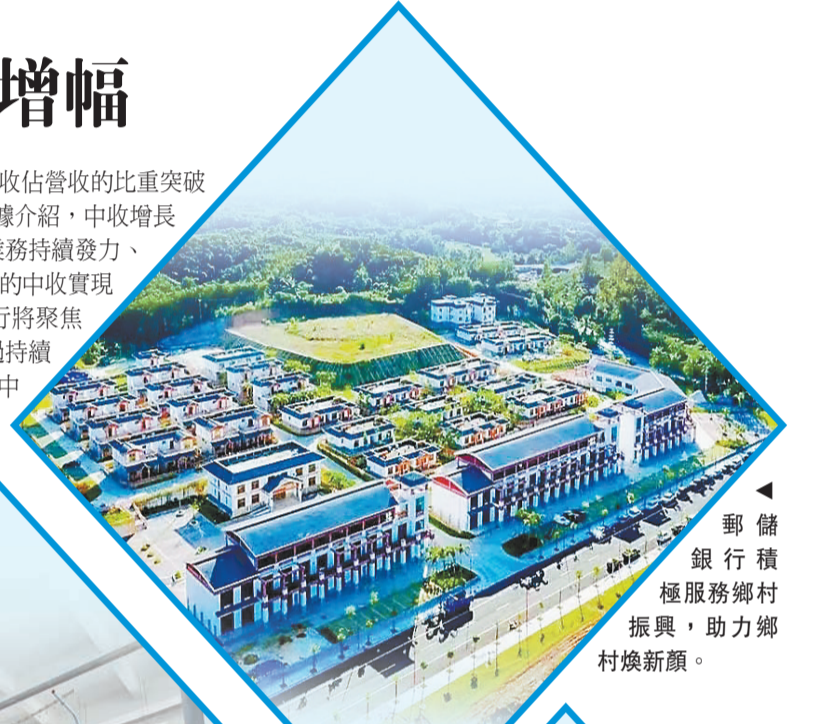 增幅
收佔營收的比重突破
據介紹，中收增長
業務持續發力、
的中收實現
行將聚焦
過持續
中
◀
郵儲
銀行積
極服務鄉村
振興，助力鄉
村煥新顏。